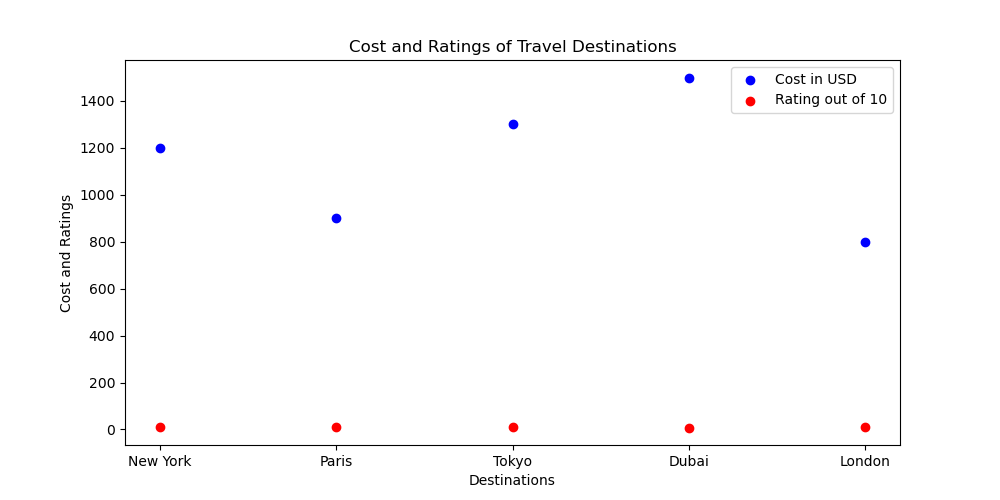 Cost and Ratings of Travel Destinations
Cost in USD
Rating out of 10
1400
1200
1000
800
600
400
200
0
Cost and Ratings
New York
Paris
Tokyo
Dubai
London
Destinations